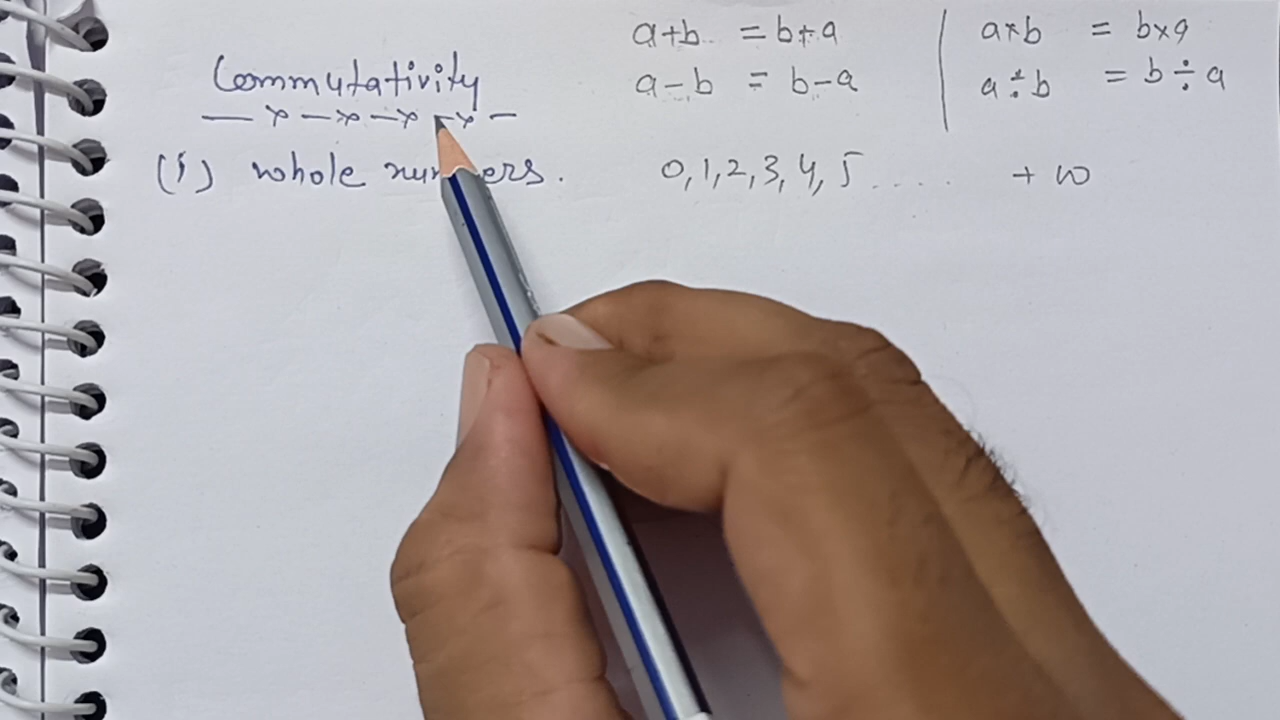 a+b = b+a | a×b = b×a
Commutativity a-b = b-a | a÷b = b÷a
(i) whole numbers. 0,1,2,3,4,5..... +∞